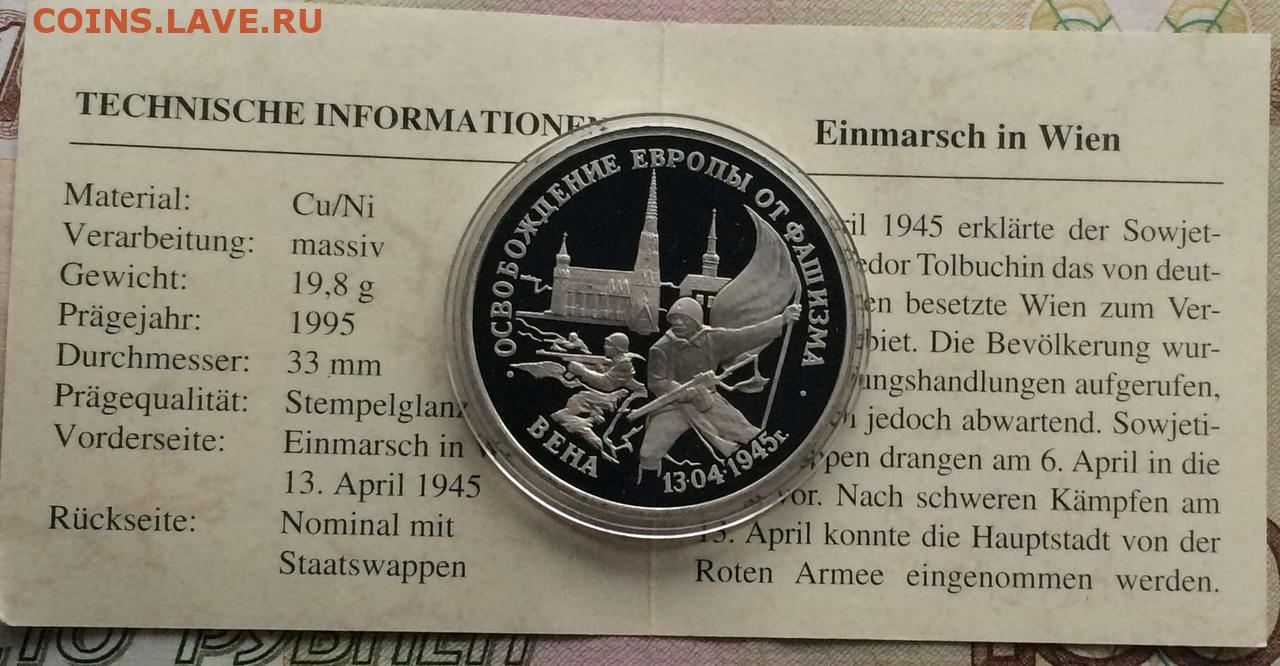 COINS.LAVE.RU
TECHNISCHE INFORMATIONEN
Material: Cu/Ni
Verarbeitung: massiv
Gewicht: 19,8 g
Prägejahr: 1995
Durchmesser: 33 mm
Prägequalität: Stempelglanz
Vorderseite: Einmarsch in
13. April 1945
Rückseite: Nominal mit
Staatswappen
· ОСВОБОЖДЕНИЕ ЕВРОПЫ ОТ ФАШИЗМА ·
ВЕНА
13·04·1945г.
Einmarsch in Wien
1945 erklärte der Sowjet-
Tolbuchin das von deut-
besetzte Wien zum Ver-
Die Bevölkerung wur-
aufgerufen,
jedoch abwartend. Sowjeti-
drangen am 6. April in die
vor. Nach schweren Kämpfen am
13. April konnte die Hauptstadt von der
Roten Armee eingenommen werden.
СТО РУБЛЕЙ